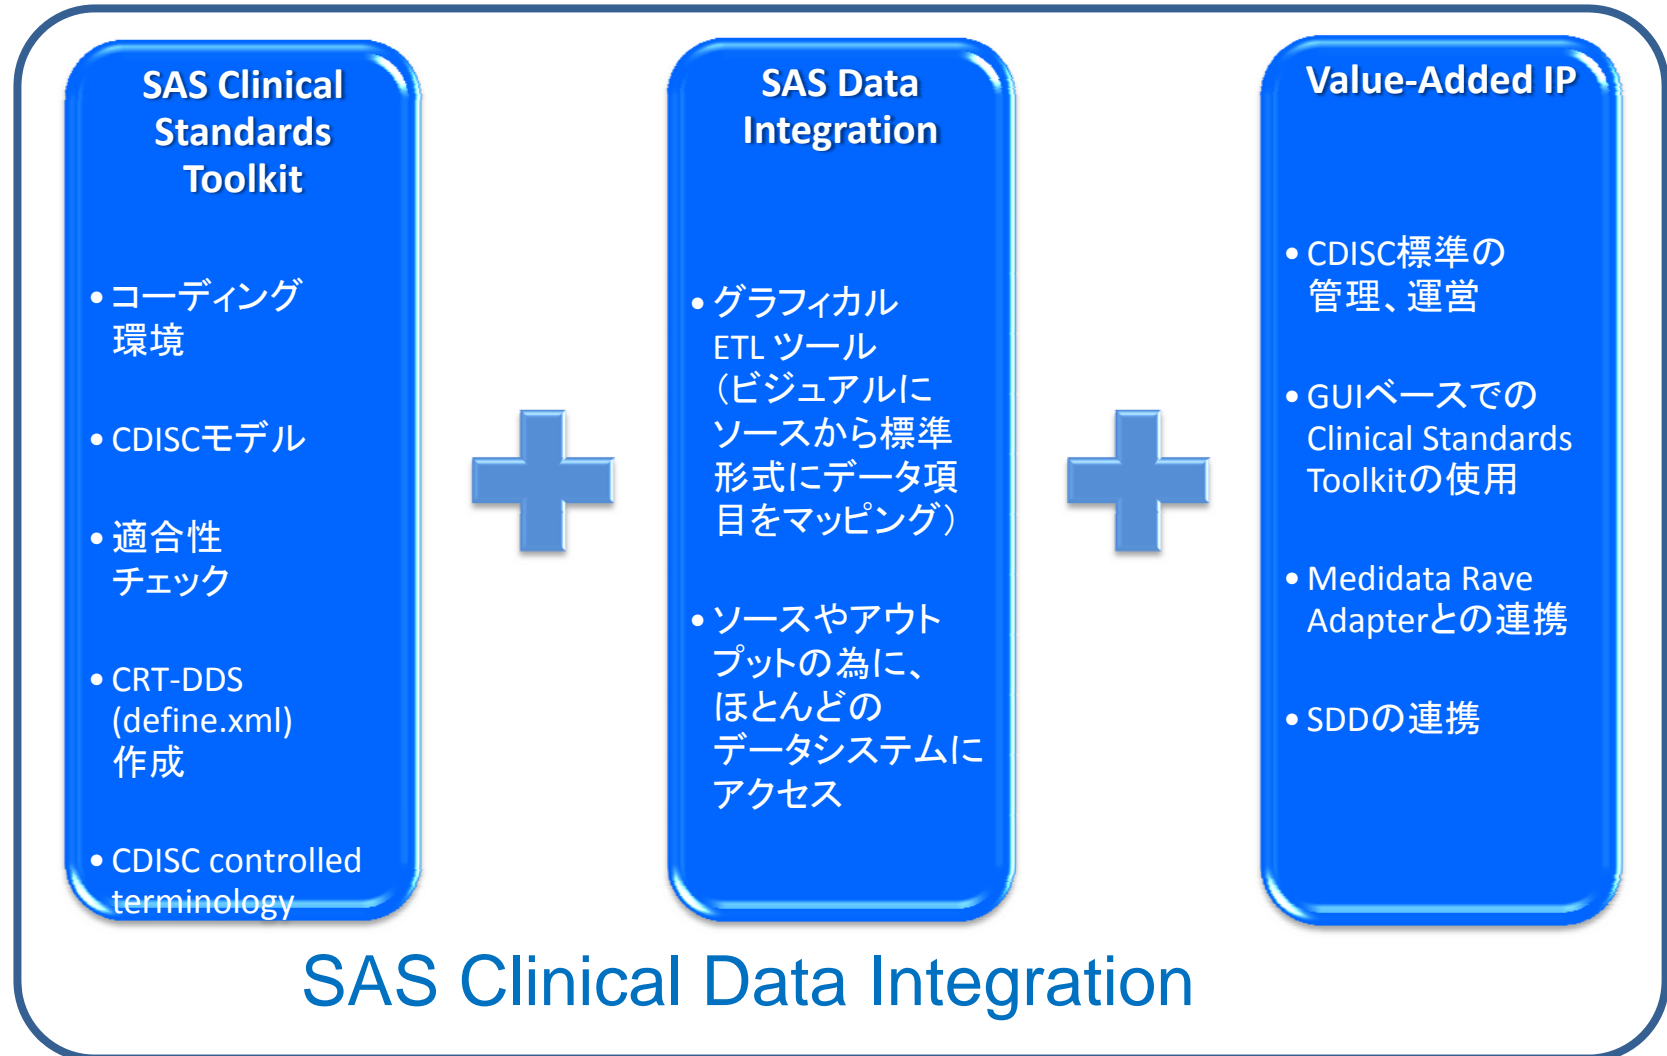 SAS Clinical
Standards
Toolkit
• コーディング
環境
• CDISCモデル
• 適合性
チェック
• CRT-DDS
(define.xml)
作成
• CDISC controlled
terminology
SAS Data
Integration
• グラフィカル
ETL ツール
（ビジュアルに
ソースから標準
形式にデータ項
目をマッピング）
• ソースやアウト
プットの為に、
ほとんどの
データシステムに
アクセス
Value-Added IP
• CDISC標準の
管理、運営
• GUIベースでの
Clinical Standards
Toolkitの使用
• Medidata Rave
Adapterとの連携
• SDDの連携
SAS Clinical Data Integration